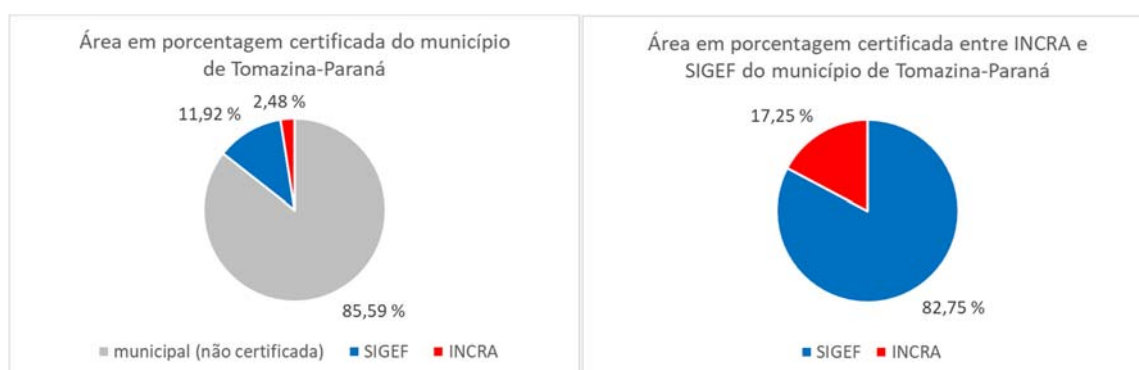 Área em porcentagem certificada do município
de Tomazina-Paraná
2,48 %
11,92 %
85,59 %
municipal (não certificada) SIGEF INCRA
Área em porcentagem certificada entre INCRA e
SIGEF do município de Tomazina-Paraná
17,25 %
82,75 %
SIGEF INCRA